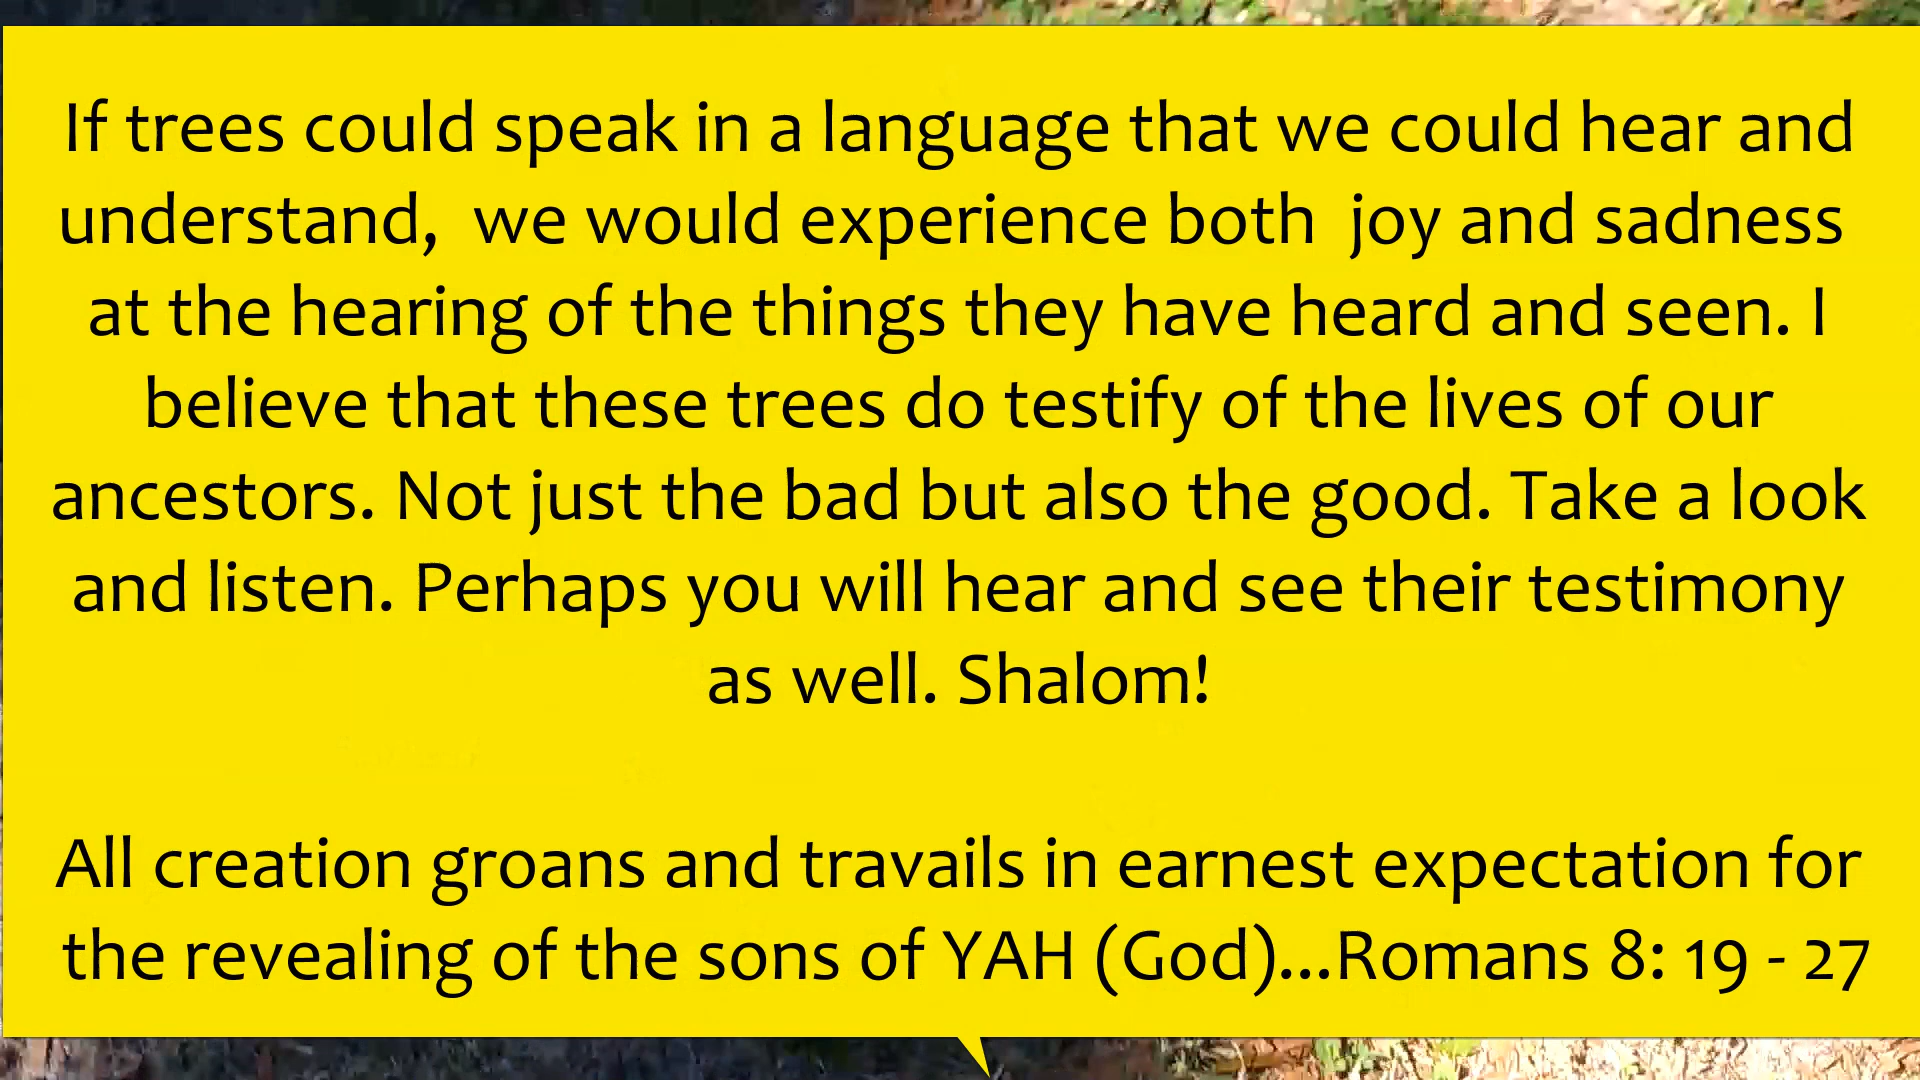 If trees could speak in a language that we could hear and
understand,  we would experience both  joy and sadness
at the hearing of the things they have heard and seen. I
believe that these trees do testify of the lives of our
ancestors. Not just the bad but also the good. Take a look
and listen. Perhaps you will hear and see their testimony
as well. Shalom!
All creation groans and travails in earnest expectation for
the revealing of the sons of YAH (God)...Romans 8: 19 - 27